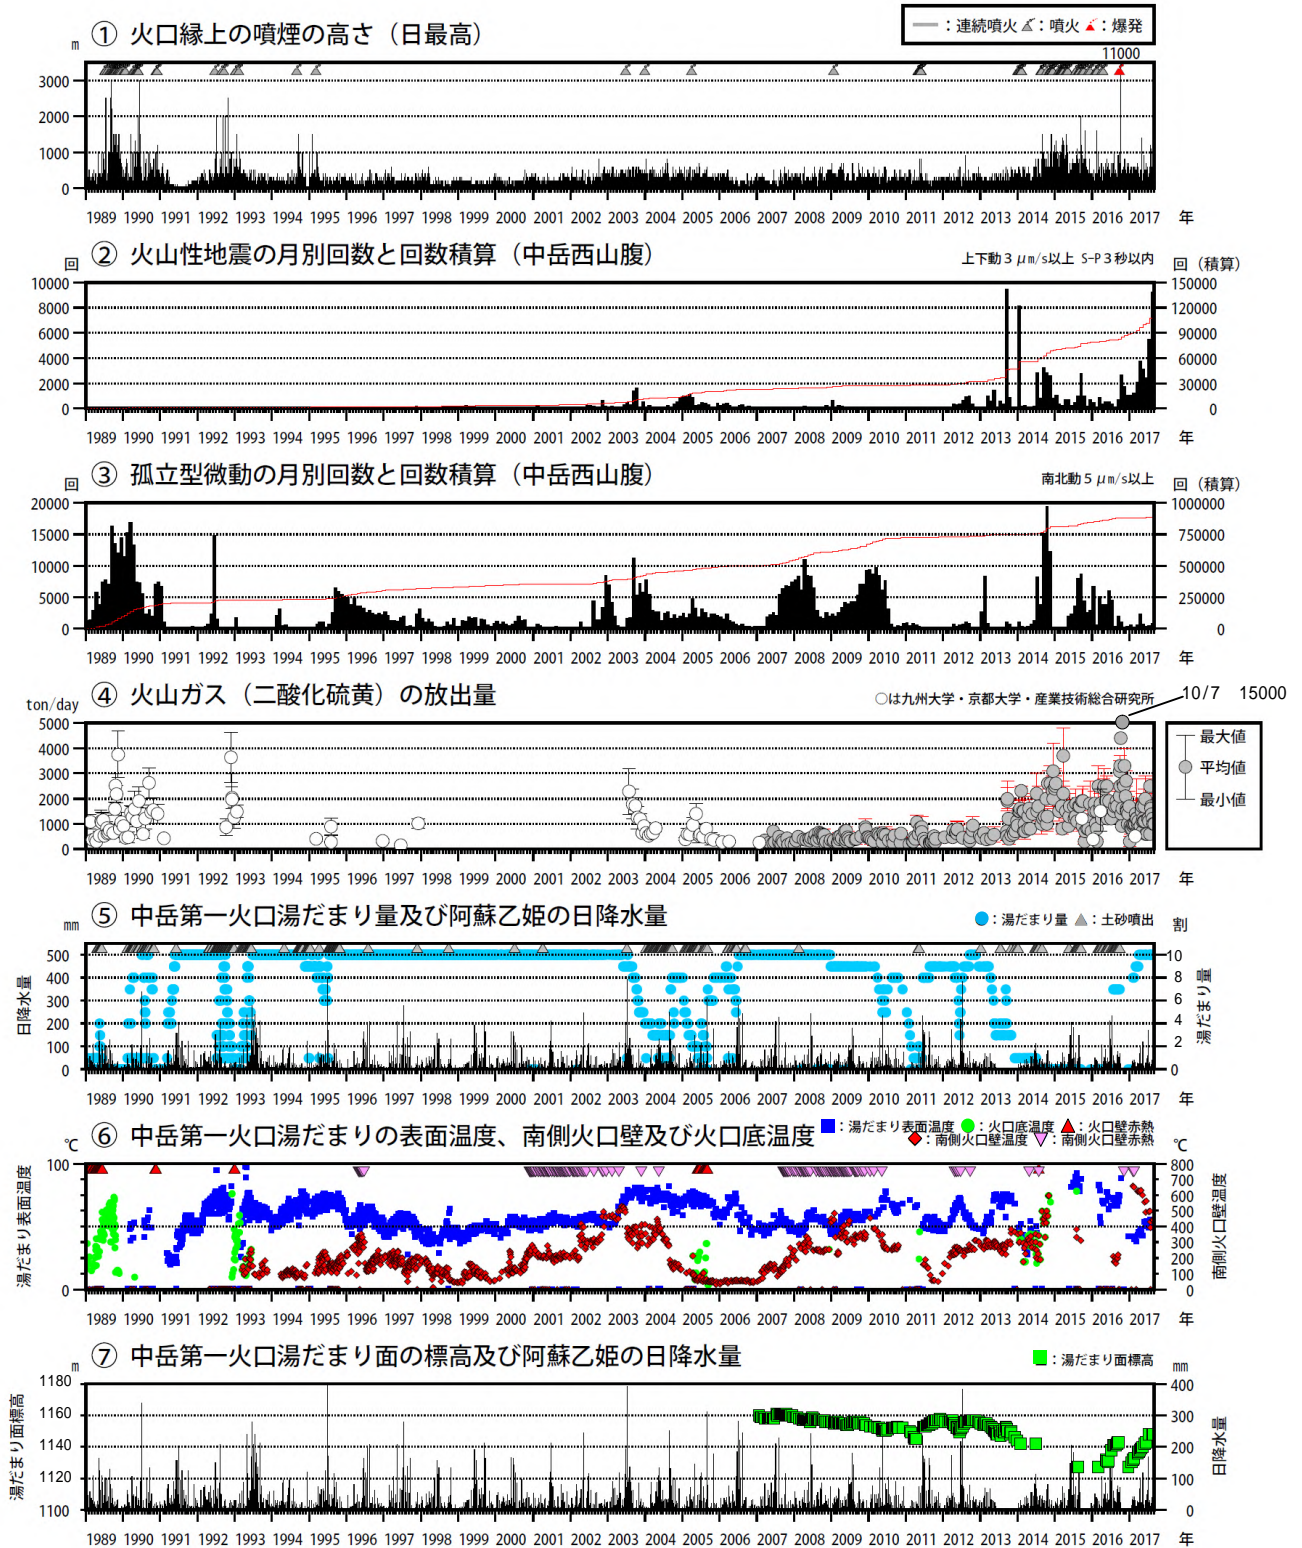 ① 火口縁上の噴煙の高さ（日最高）
：連続噴火 ：噴火 ：爆発
m
11000
3000
2000
1000
0
1989 1990 1991 1992 1993 1994 1995 1996 1997 1998 1999 2000 2001 2002 2003 2004 2005 2006 2007 2008 2009 2010 2011 2012 2013 2014 2015 2016 2017 年
② 火山性地震の月別回数と回数積算（中岳西山腹）
上下動３μm/s以上 S-P３秒以内
回
回（積算）
10000 150000
8000 120000
6000 90000
4000 60000
2000 30000
0 0
1989 1990 1991 1992 1993 1994 1995 1996 1997 1998 1999 2000 2001 2002 2003 2004 2005 2006 2007 2008 2009 2010 2011 2012 2013 2014 2015 2016 2017 年
③ 孤立型微動の月別回数と回数積算（中岳西山腹）
南北動５μm/s以上
回
回（積算）
20000 1000000
15000 750000
10000 500000
5000 250000
0 0
1989 1990 1991 1992 1993 1994 1995 1996 1997 1998 1999 2000 2001 2002 2003 2004 2005 2006 2007 2008 2009 2010 2011 2012 2013 2014 2015 2016 2017 年
④ 火山ガス（二酸化硫黄）の放出量
○は九州大学・京都大学・産業技術総合研究所
10/7 15000
ton/day
5000
4000
3000
2000
1000
0
最大値
平均値
最小値
1989 1990 1991 1992 1993 1994 1995 1996 1997 1998 1999 2000 2001 2002 2003 2004 2005 2006 2007 2008 2009 2010 2011 2012 2013 2014 2015 2016 2017 年
⑤ 中岳第一火口湯だまり量及び阿蘇乙姫の日降水量
：湯だまり量 ：土砂噴出
mm
割
500 10
400 8
300 6
200 4
100 2
0 0
日降水量
湯だまり量
1989 1990 1991 1992 1993 1994 1995 1996 1997 1998 1999 2000 2001 2002 2003 2004 2005 2006 2007 2008 2009 2010 2011 2012 2013 2014 2015 2016 2017 年
⑥ 中岳第一火口湯だまりの表面温度、南側火口壁及び火口底温度
：湯だまり表面温度 ：火口底温度 ：火口壁赤熱
：南側火口壁温度 ：南側火口壁赤熱
℃
℃
100
50
0
800
700
600
500
400
300
200
100
0
湯だまり表面温度
南側火口壁温度
1989 1990 1991 1992 1993 1994 1995 1996 1997 1998 1999 2000 2001 2002 2003 2004 2005 2006 2007 2008 2009 2010 2011 2012 2013 2014 2015 2016 2017 年
⑦ 中岳第一火口湯だまり面の標高及び阿蘇乙姫の日降水量
：湯だまり面標高
m
mm
1180 400
1160 300
1140 200
1120 100
1100 0
湯だまり面標高
日降水量
1989 1990 1991 1992 1993 1994 1995 1996 1997 1998 1999 2000 2001 2002 2003 2004 2005 2006 2007 2008 2009 2010 2011 2012 2013 2014 2015 2016 2017 年